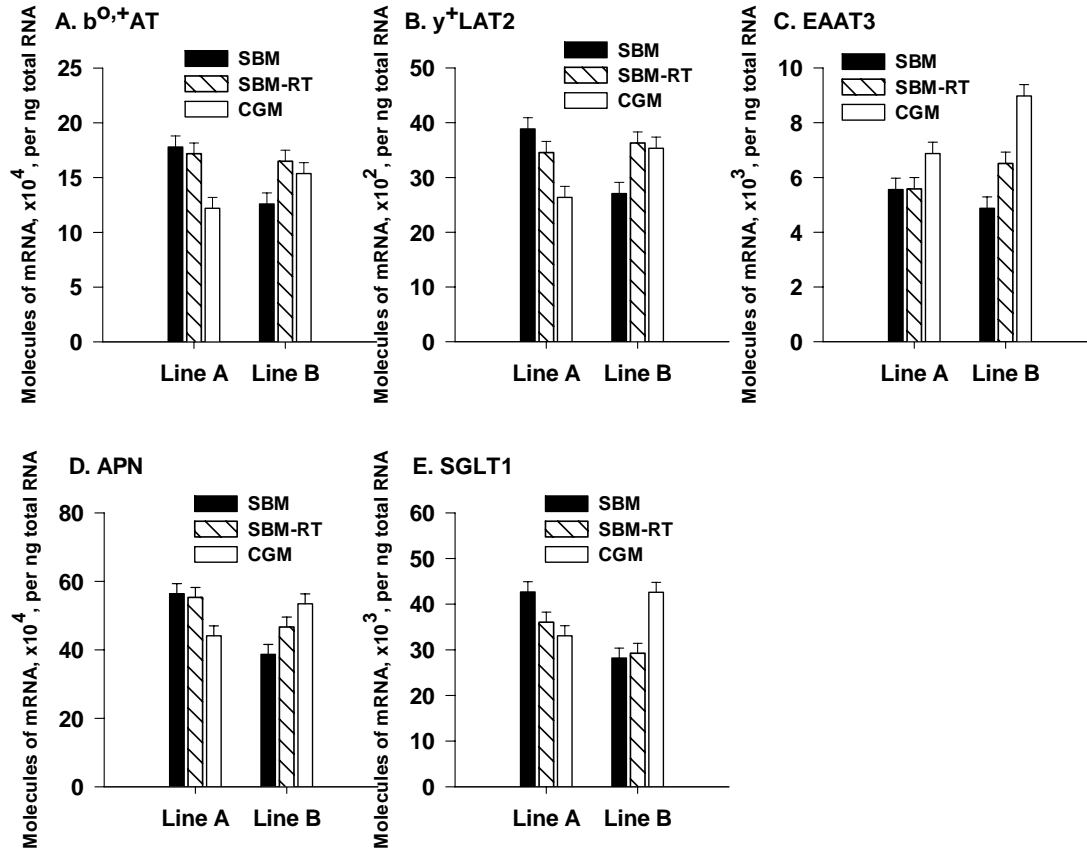 A. b^o,+AT
Molecules of mRNA, x10^4, per ng total RNA
SBM
SBM-RT
CGM
25
20
15
10
5
0
Line A Line B
B. y^+LAT2
Molecules of mRNA, x10^2, per ng total RNA
SBM
SBM-RT
CGM
50
40
30
20
10
0
Line A Line B
C. EAAT3
Molecules of mRNA, x10^3, per ng total RNA
SBM
SBM-RT
CGM
10
8
6
4
2
0
Line A Line B
D. APN
Molecules of mRNA, x10^4, per ng total RNA
SBM
SBM-RT
CGM
80
60
40
20
0
Line A Line B
E. SGLT1
Molecules of mRNA, x10^3, per ng total RNA
SBM
SBM-RT
CGM
60
50
40
30
20
10
0
Line A Line B